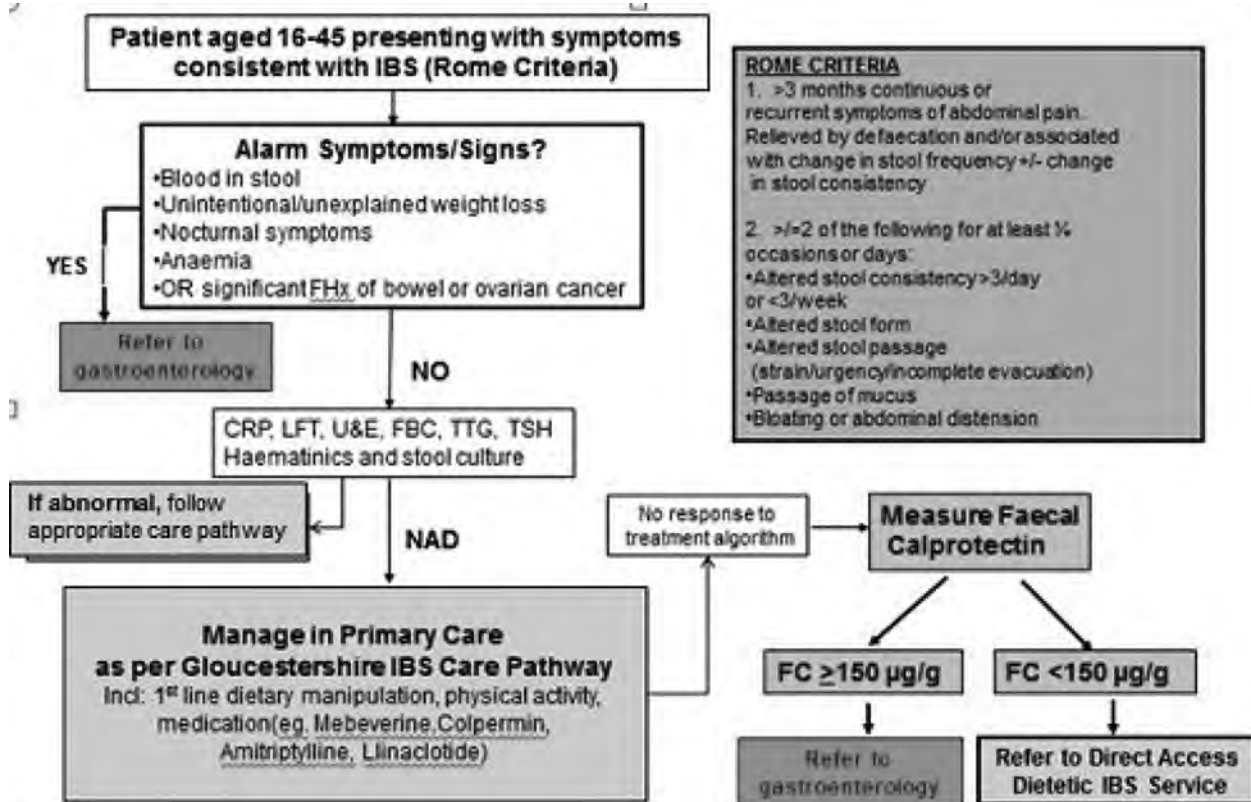 Patient aged 16-45 presenting with symptoms
consistent with IBS (Rome Criteria)
Alarm Symptoms/Signs?
•Blood in stool
•Unintentional/unexplained weight loss
•Nocturnal symptoms
•Anaemia
•OR significant FHx of bowel or ovarian cancer
YES
Refer to
gastroenterology
NO
CRP, LFT, U&E, FBC, TTG, TSH
Haematinics and stool culture
If abnormal, follow
appropriate care pathway
NAD
Manage in Primary Care
as per Gloucestershire IBS Care Pathway
Incl: 1st line dietary manipulation, physical activity,
medication(eg. Mebeverine,Colpermin,
Amitriptylline, Llinaclotide)
ROME CRITERIA
1. >3 months continuous or
recurrent symptoms of abdominal pain.
Relieved by defaecation and/or associated
with change in stool frequency +/- change
in stool consistency
2. >/=2 of the following for at least ¼
occasions or days:
•Altered stool consistency >3/day
or <3/week
•Altered stool form
•Altered stool passage
(strain/urgency/incomplete evacuation)
•Passage of mucus
•Bloating or abdominal distension
No response to
treatment algorithm
Measure Faecal
Calprotectin
FC ≥150 µg/g
FC <150 µg/g
Refer to
gastroenterology
Refer to Direct Access
Dietetic IBS Service